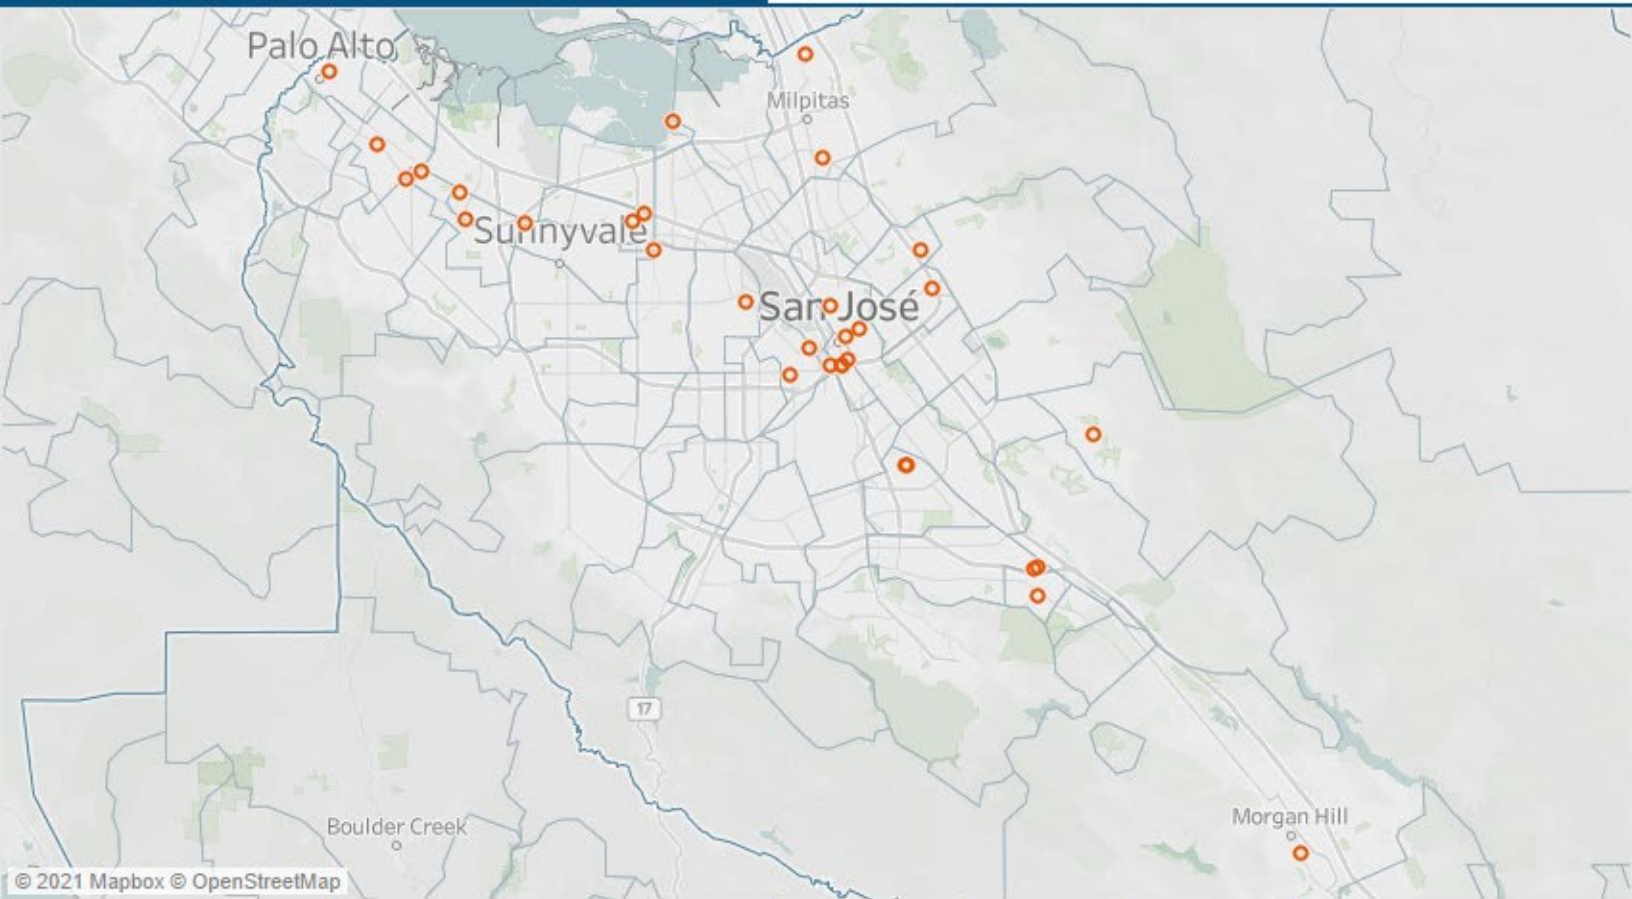 Palo Alto
Milpitas
Sunnyvale
San José
17
Morgan Hill
Boulder Creek
© 2021 Mapbox © OpenStreetMap